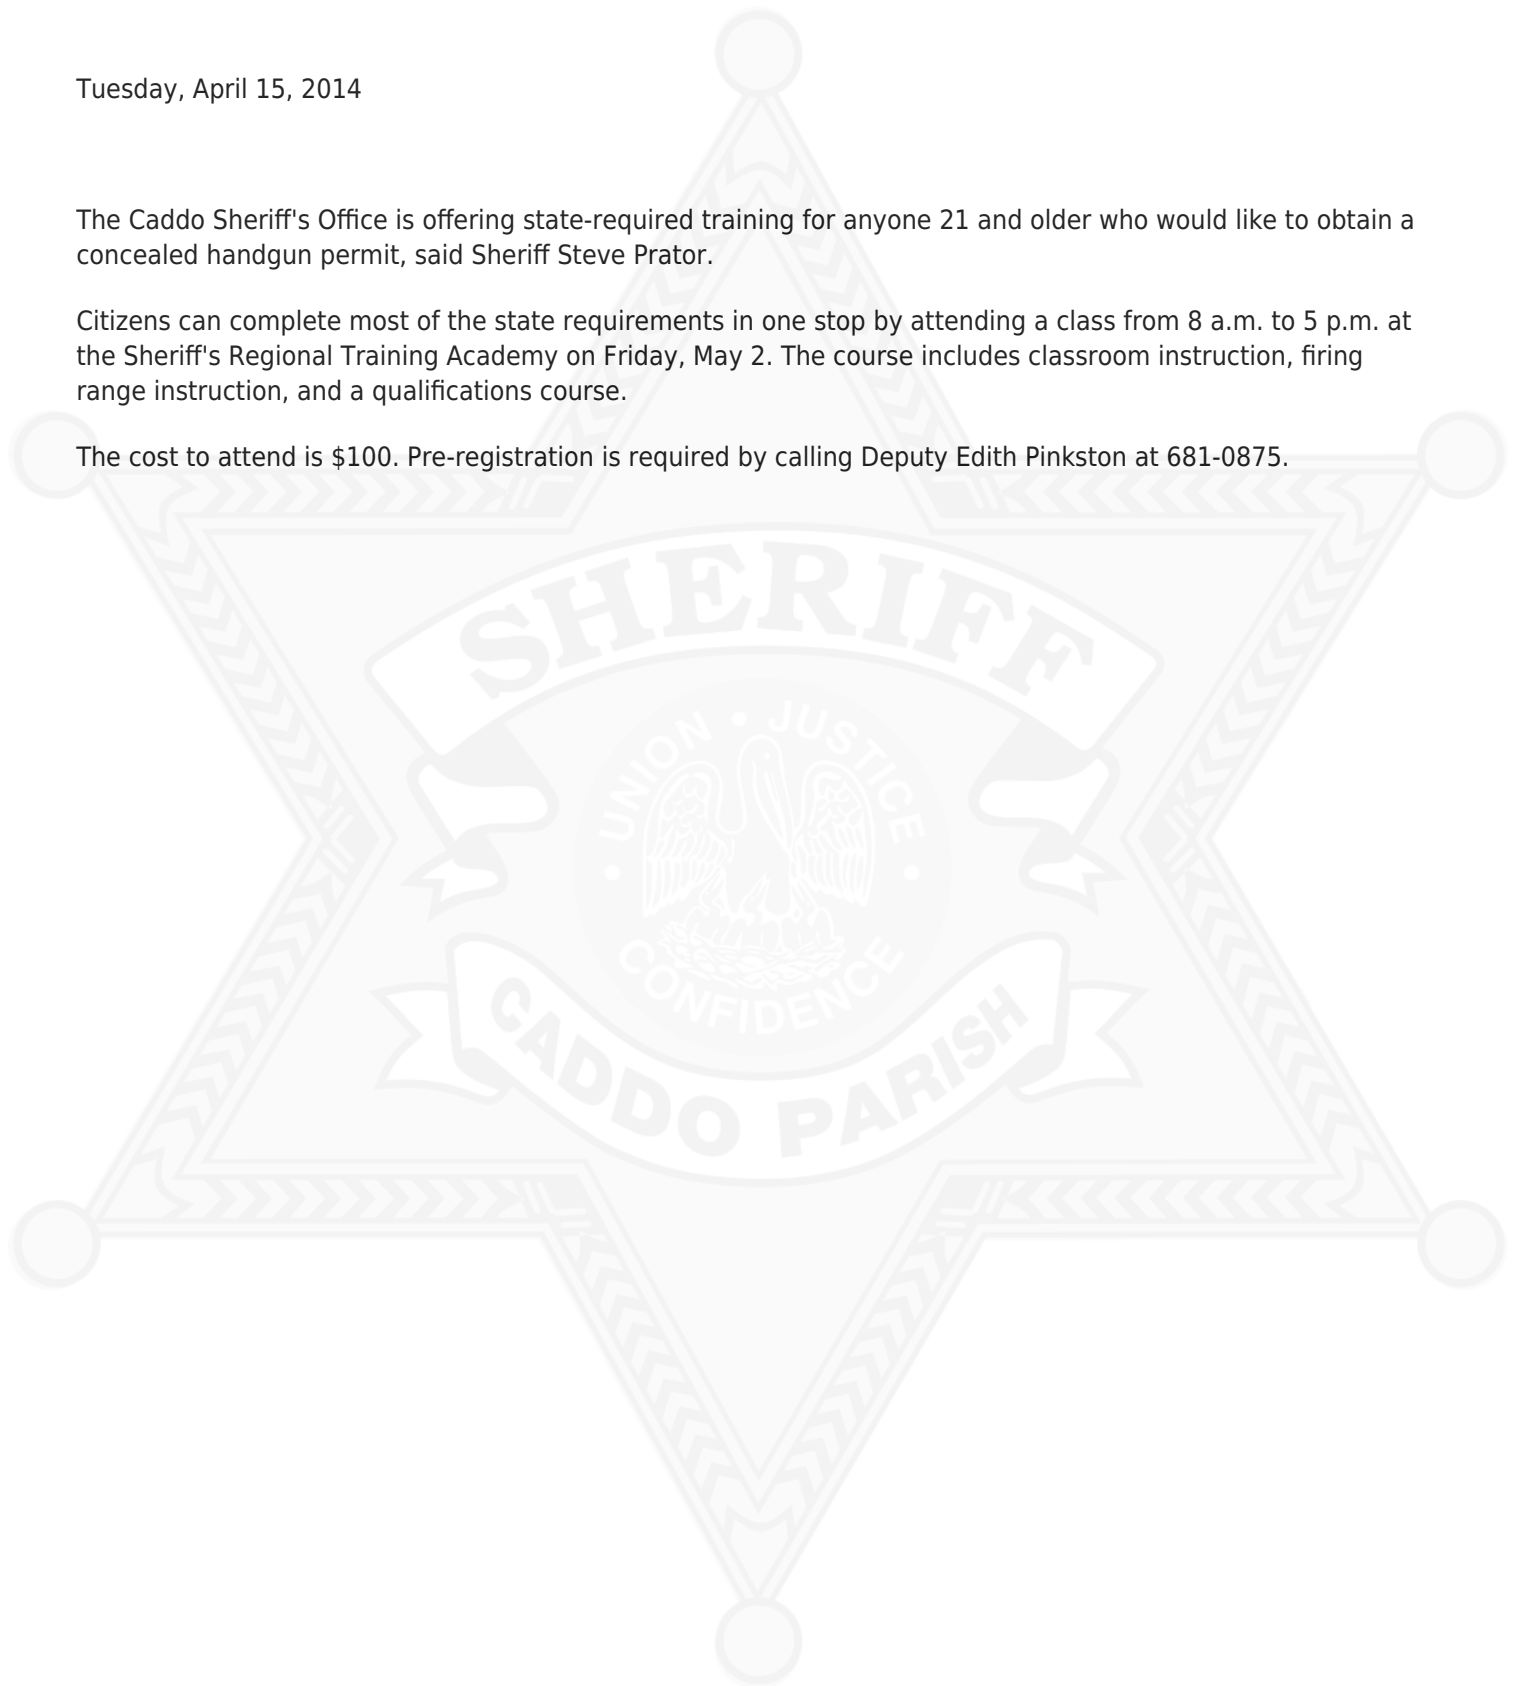 Tuesday, April 15, 2014
The Caddo Sheriff's Office is offering state-required training for anyone 21 and older who would like to obtain a
concealed handgun permit, said Sheriff Steve Prator.
Citizens can complete most of the state requirements in one stop by attending a class from 8 a.m. to 5 p.m. at
the Sheriff's Regional Training Academy on Friday, May 2. The course includes classroom instruction, firing
range instruction, and a qualifications course.
The cost to attend is $100. Pre-registration is required by calling Deputy Edith Pinkston at 681-0875.
SHERIFF
UNION • JUSTICE
• CONFIDENCE •
CADDO PARISH